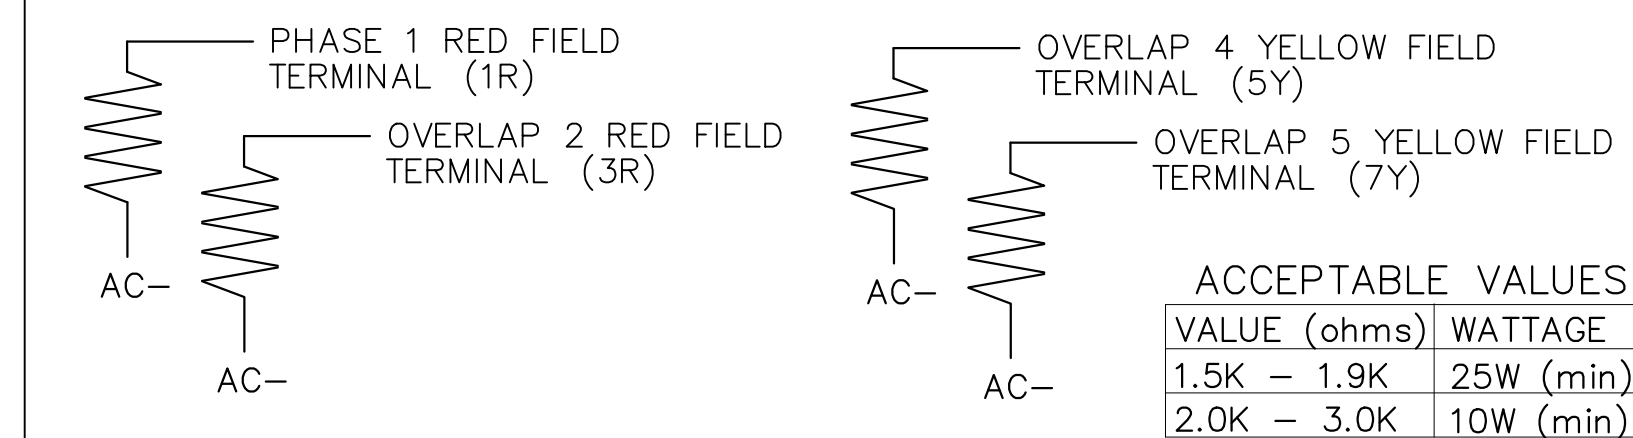 PHASE 1 RED FIELD
TERMINAL (1R)
OVERLAP 2 RED FIELD
TERMINAL (3R)
AC-
AC-
OVERLAP 4 YELLOW FIELD
TERMINAL (5Y)
OVERLAP 5 YELLOW FIELD
TERMINAL (7Y)
AC-
AC-
ACCEPTABLE VALUES
VALUE (ohms) WATTAGE
1.5K - 1.9K 25W (min)
2.0K - 3.0K 10W (min)